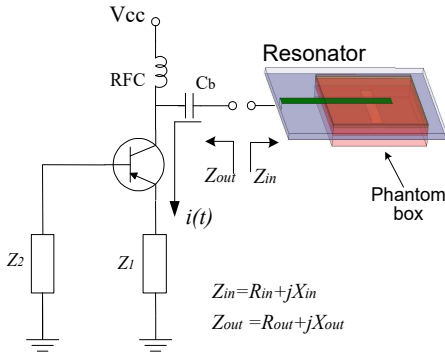 Vcc
RFC
Cb
Resonator
Zout
Zin
Phantom
box
i(t)
Z2
Z1
Zin=Rin+jXin
Zout =Rout+jXout